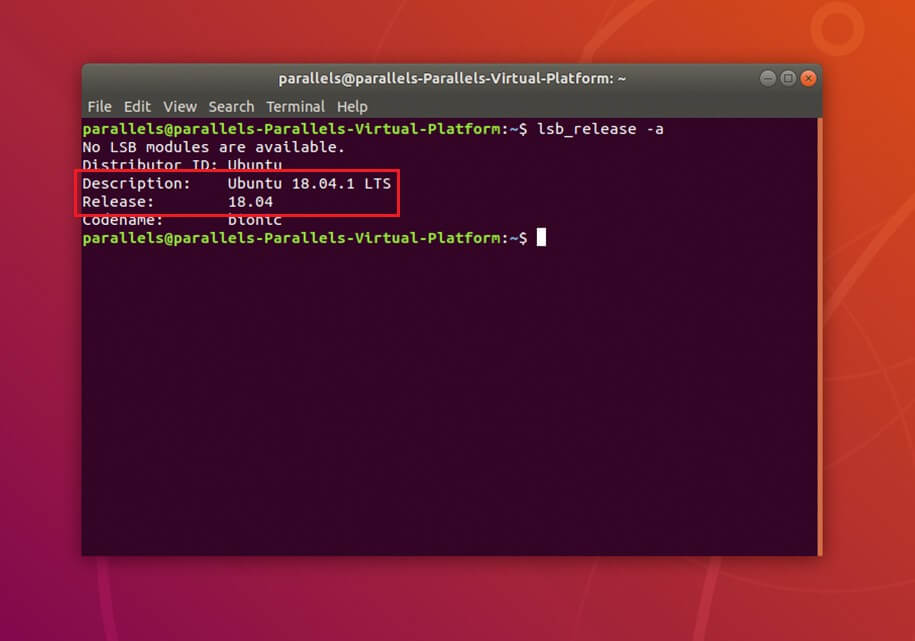 parallels@parallels-Parallels-Virtual-Platform: ~
File Edit View Search Terminal Help
parallels@parallels-Parallels-Virtual-Platform:~$ lsb_release -a
No LSB modules are available.
Distributor ID: Ubuntu
Description:    Ubuntu 18.04.1 LTS
Release:        18.04
Codename:       bionic
parallels@parallels-Parallels-Virtual-Platform:~$